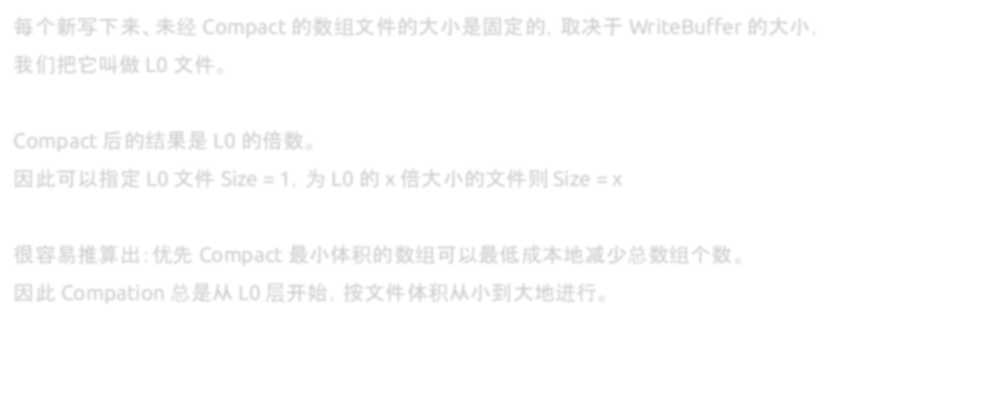 每个新写下来、未经 Compact 的数组文件的大小是固定的，取决于 WriteBuffer 的大小，
我们把它叫做 L0 文件。
Compact 后的结果是 L0 的倍数。
因此可以指定 L0 文件 Size = 1，为 L0 的 x 倍大小的文件则 Size = x
很容易推算出：优先 Compact 最小体积的数组可以最低成本地减少总数组个数。
因此 Compation 总是从 L0 层开始，按文件体积从小到大地进行。